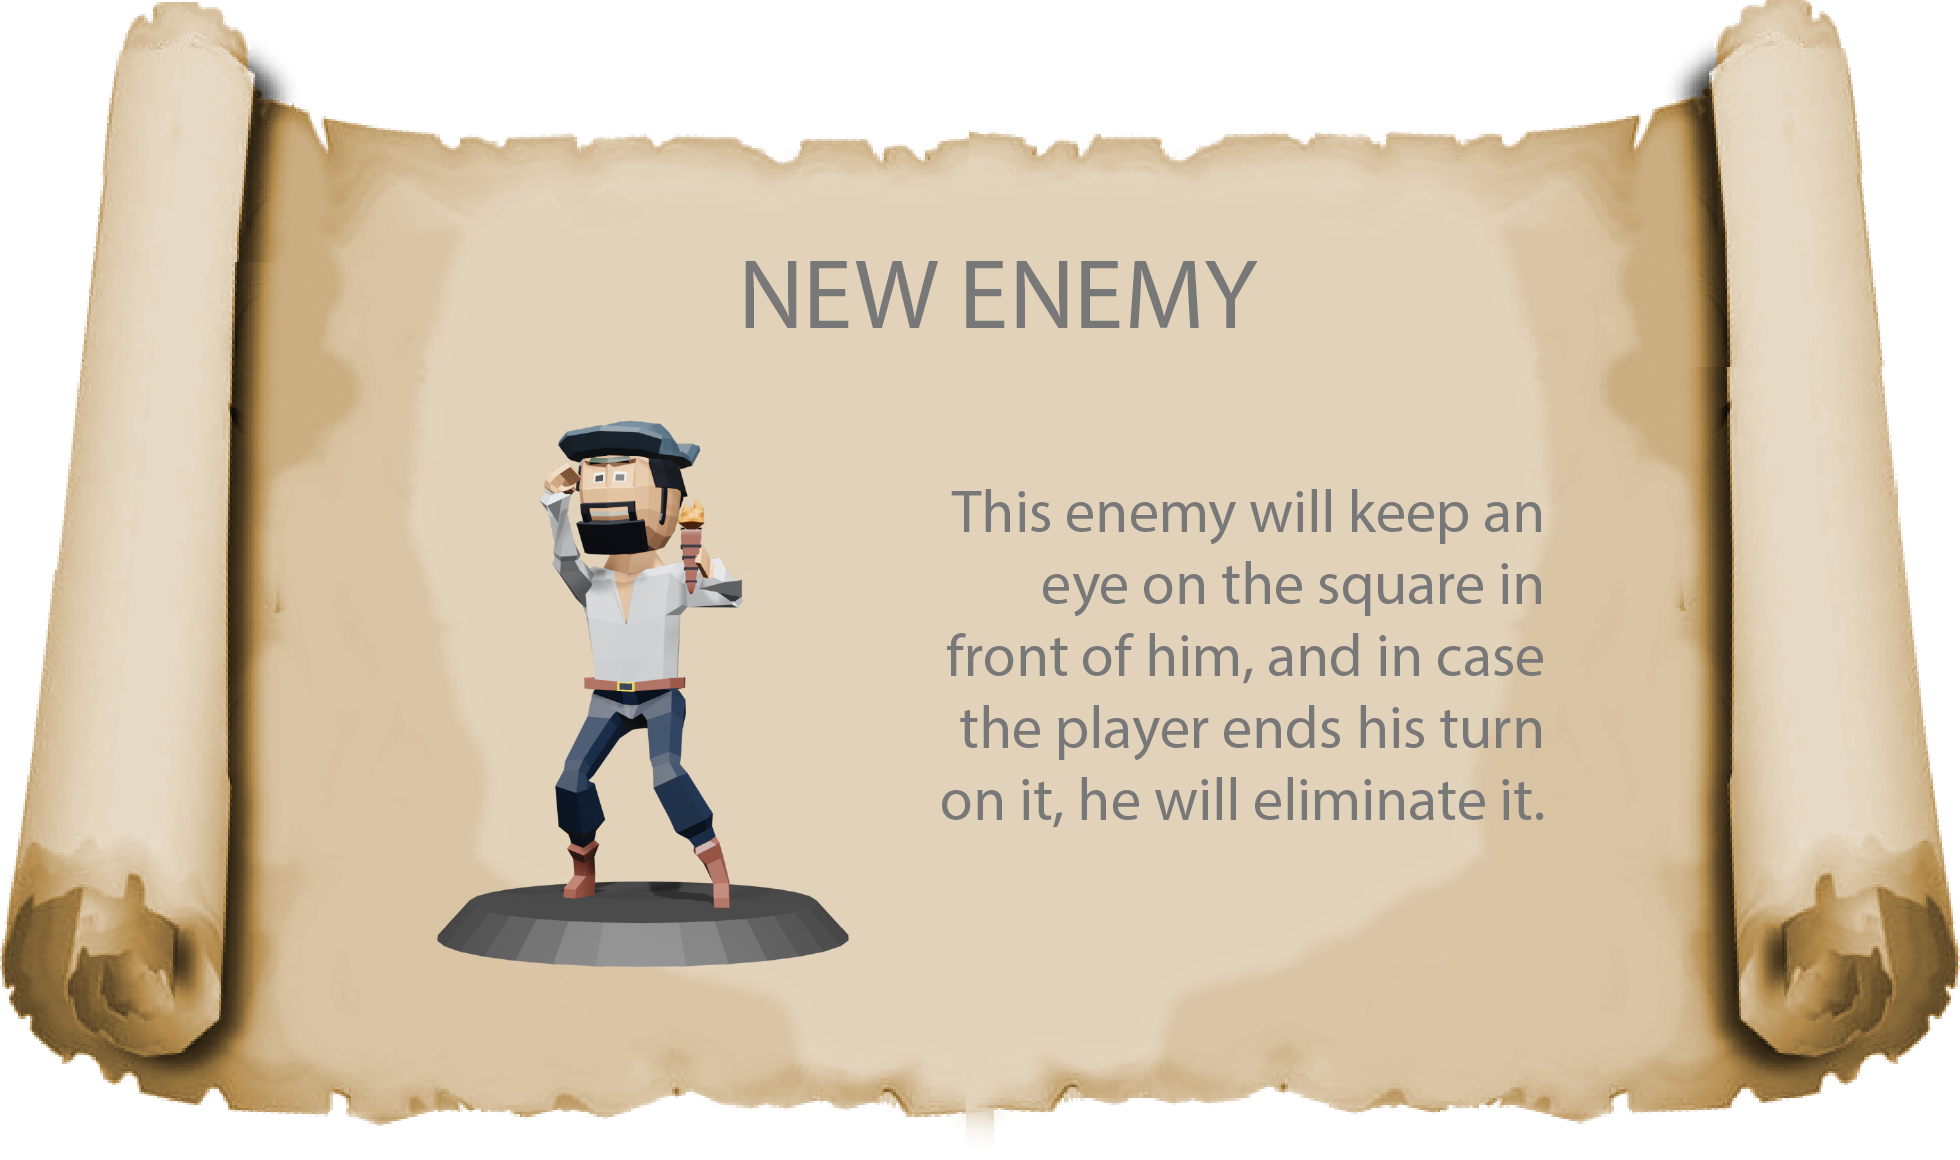 NEW ENEMY
This enemy will keep an
eye on the square in
front of him, and in case
the player ends his turn
on it, he will eliminate it.